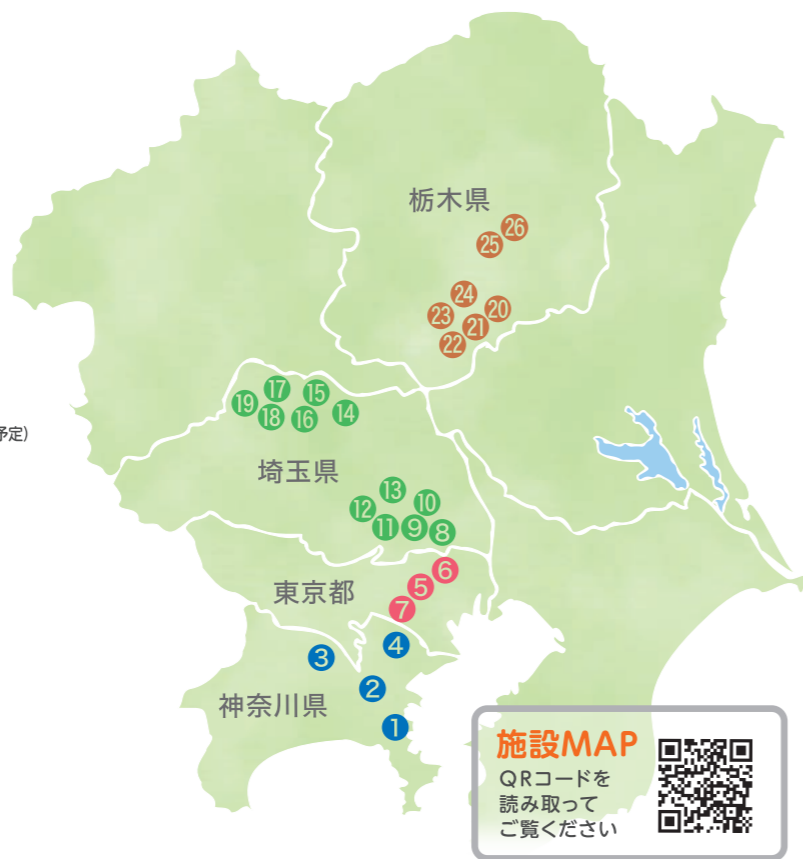 栃木県
㉖
㉕
㉔
㉓
⑳
㉑
㉒
⑰
⑮
⑲
⑱
⑯
⑭
予定)
埼玉県
⑬
⑫
⑩
⑪
⑨
⑧
東京都
⑥
⑤
⑦
④
③
②
神奈川県
①
施設MAP
QRコードを
読み取って
ご覧ください